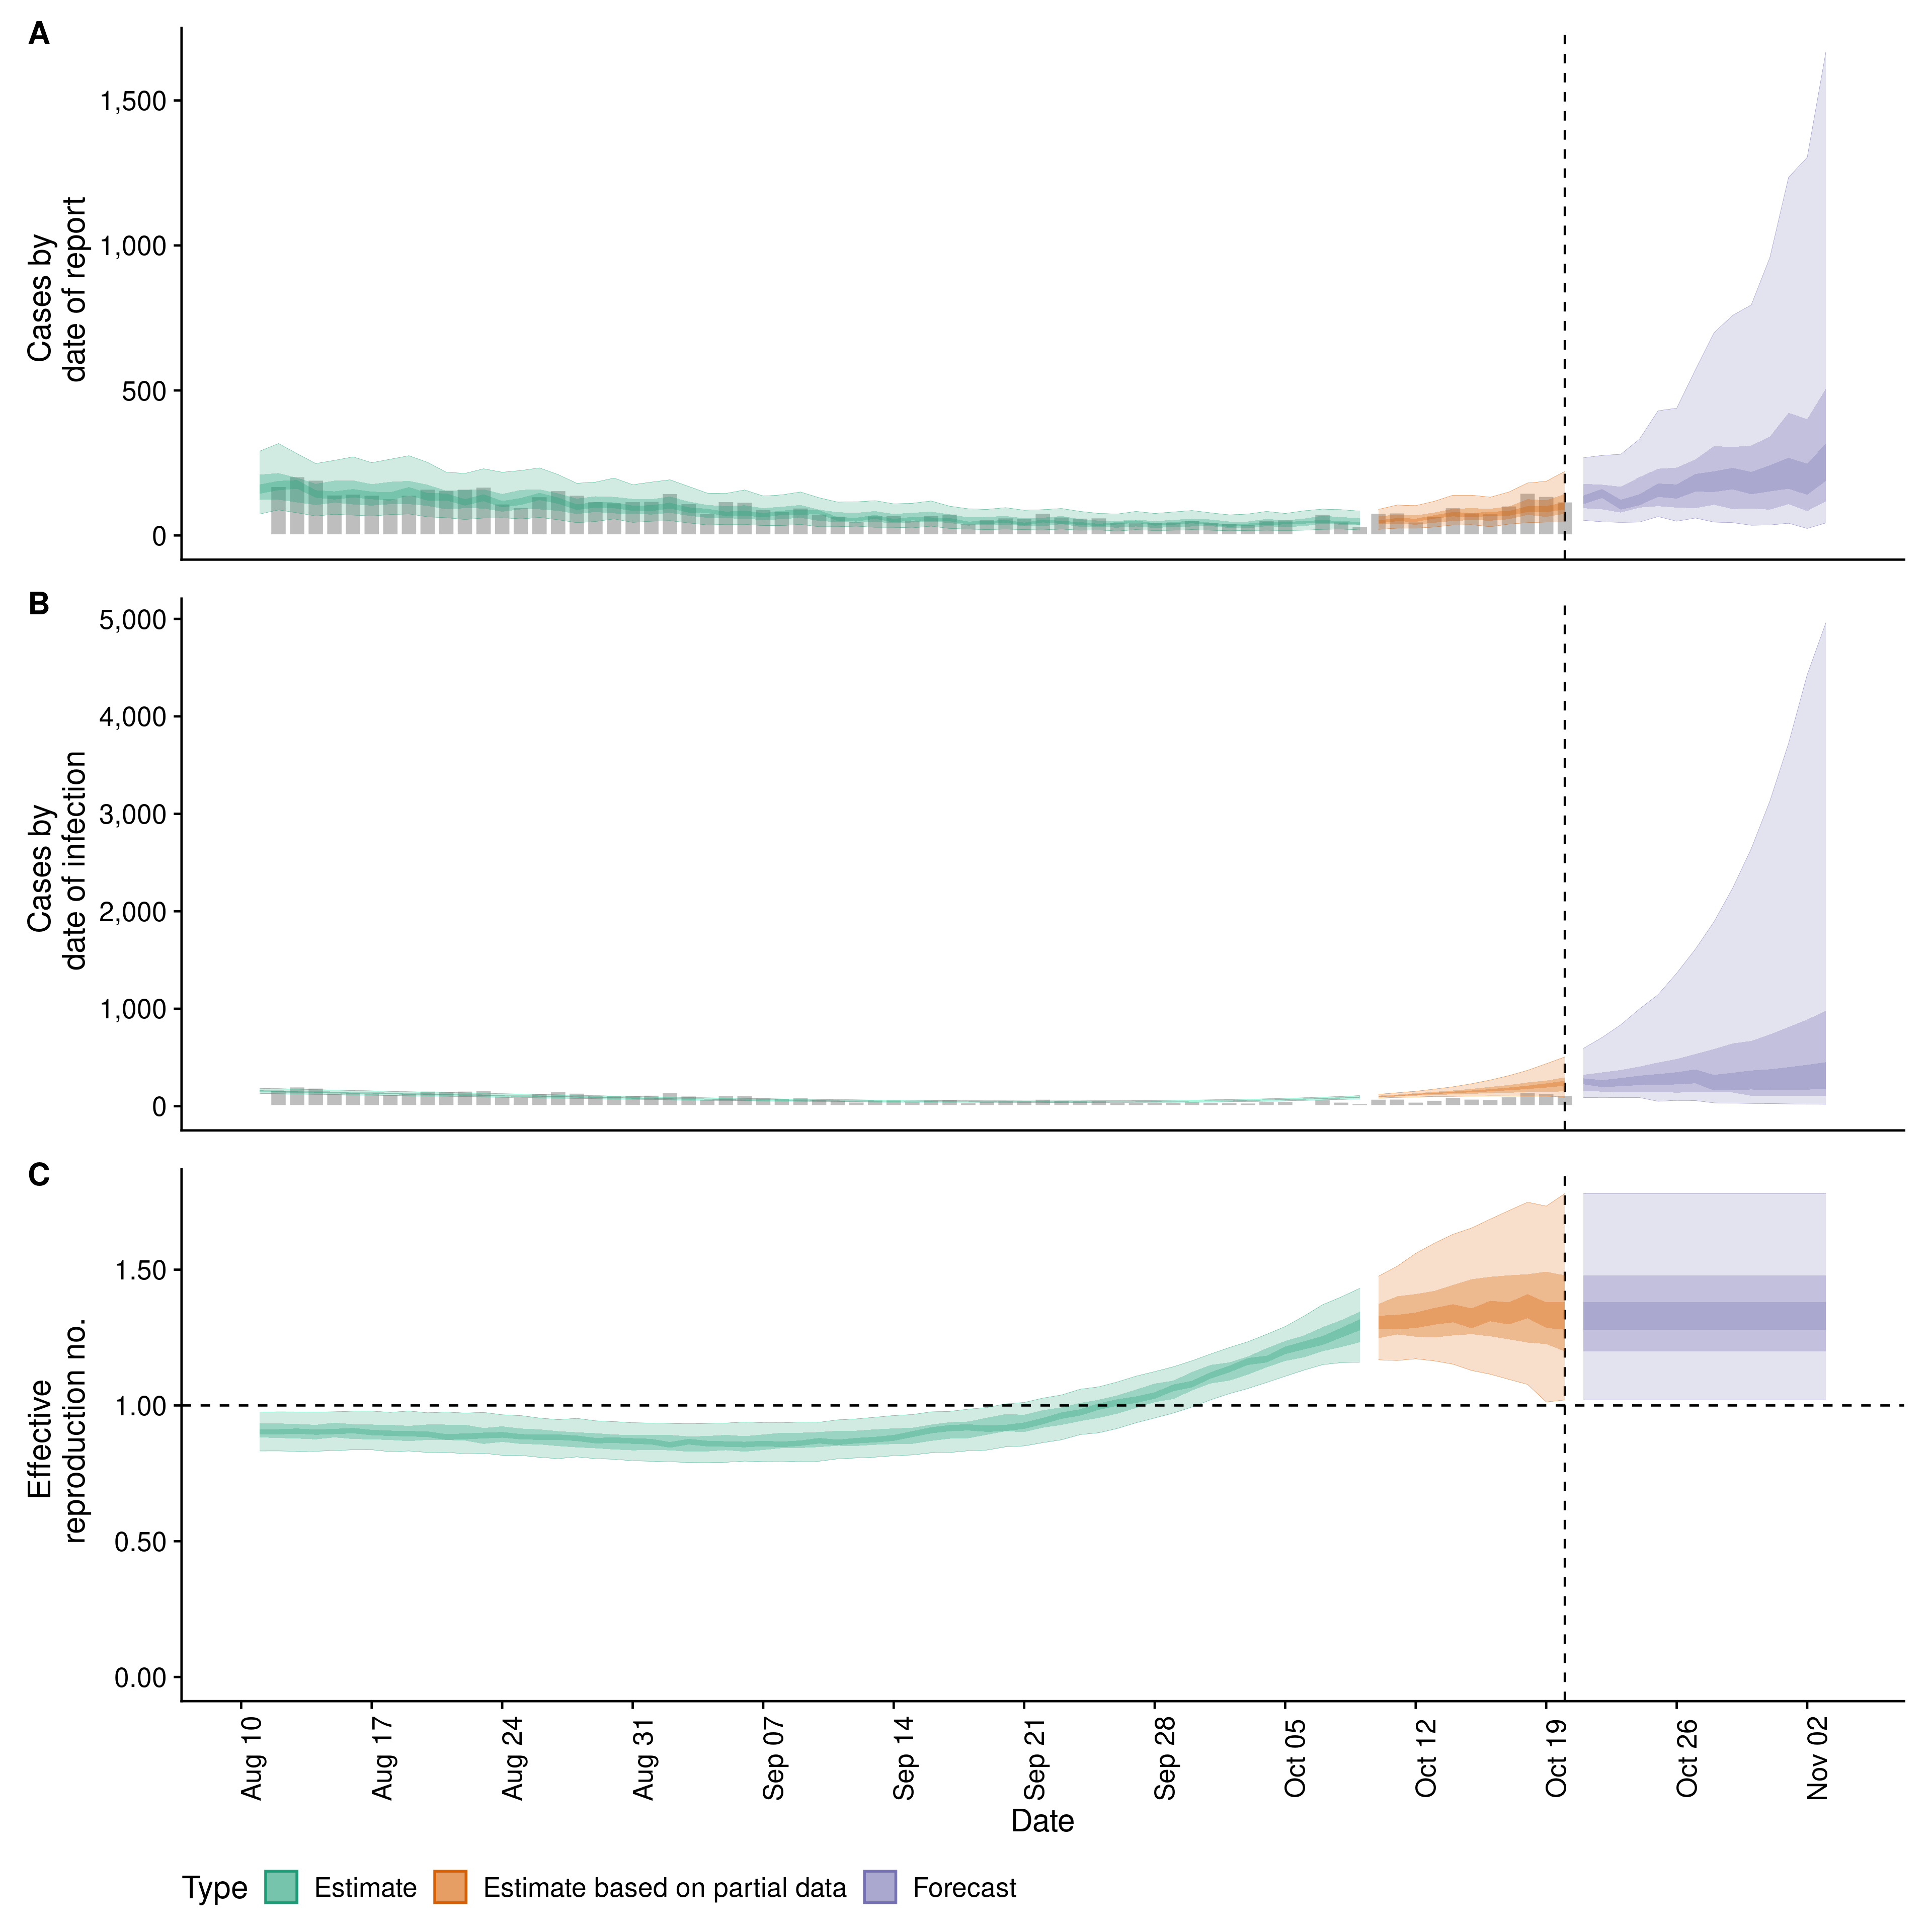 A
Cases by
date of report
1,500
1,000
500
0
B
Cases by
date of infection
5,000
4,000
3,000
2,000
1,000
0
C
Effective
reproduction no.
1.50
1.00
0.50
0.00
Aug 10
Aug 17
Aug 24
Aug 31
Sep 07
Sep 14
Sep 21
Sep 28
Oct 05
Oct 12
Oct 19
Oct 26
Nov 02
Date
Type Estimate Estimate based on partial data Forecast